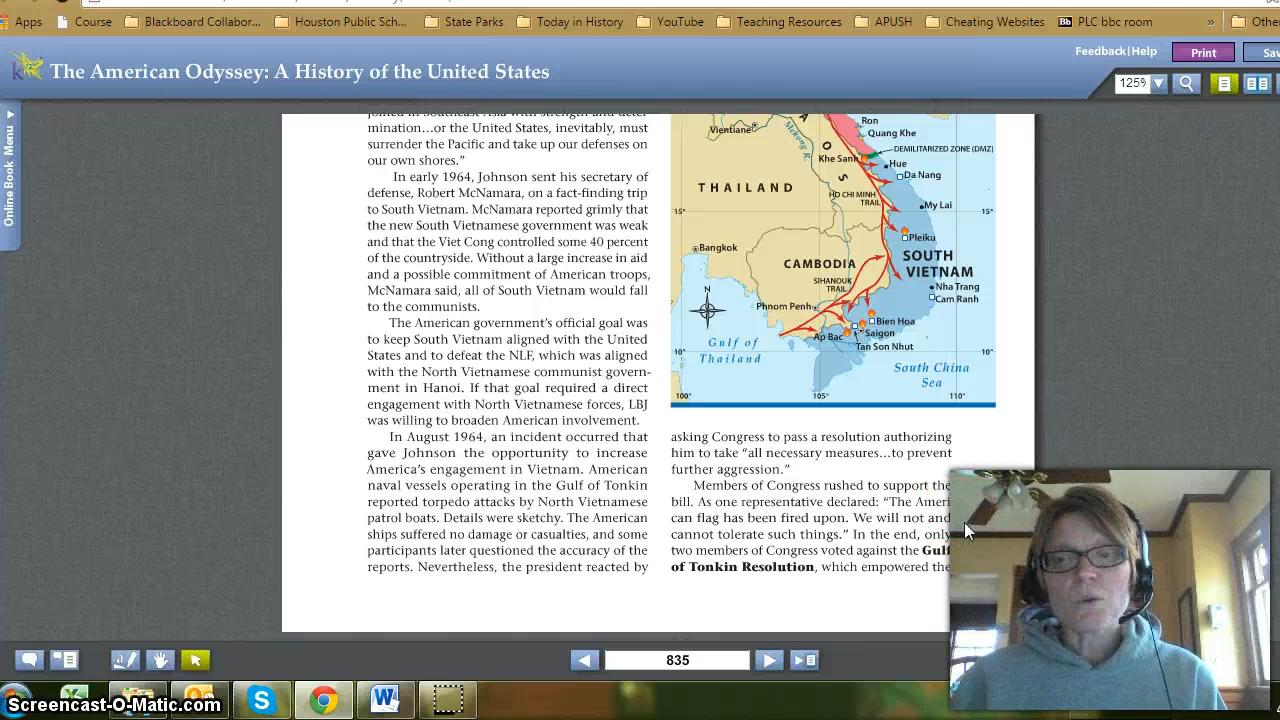 Apps
Course
Blackboard Collabor...
Houston Public Sch...
State Parks
Today in History
YouTube
Teaching Resources
APUSH
Cheating Websites
Bb PLC bbc room
»
Other
Feedback|Help
Print
Sav
The American Odyssey: A History of the United States
125%
Online Book Menu
joined in Southeast Asia with strength and deter-
mination...or the United States, inevitably, must
surrender the Pacific and take up our defenses on
our own shores."
In early 1964, Johnson sent his secretary of
defense, Robert McNamara, on a fact-finding trip
to South Vietnam. McNamara reported grimly that
the new South Vietnamese government was weak
and that the Viet Cong controlled some 40 percent
of the countryside. Without a large increase in aid
and a possible commitment of American troops,
McNamara said, all of South Vietnam would fall
to the communists.
The American government's official goal was
to keep South Vietnam aligned with the United
States and to defeat the NLF, which was aligned
with the North Vietnamese communist govern-
ment in Hanoi. If that goal required a direct
engagement with North Vietnamese forces, LBJ
was willing to broaden American involvement.
In August 1964, an incident occurred that
gave Johnson the opportunity to increase
America's engagement in Vietnam. American
naval vessels operating in the Gulf of Tonkin
reported torpedo attacks by North Vietnamese
patrol boats. Details were sketchy. The American
ships suffered no damage or casualties, and some
participants later questioned the accuracy of the
reports. Nevertheless, the president reacted by
Vientiane
Mekong R.
A
O
S
Ron
Quang Khe
DEMILITARIZED ZONE (DMZ)
Khe Sanh
Hue
Da Nang
THAILAND
HO CHI MINH
TRAIL
My Lai
15°
15°
Pleiku
Bangkok
CAMBODIA
SOUTH
VIETNAM
SIHANOUK
TRAIL
Nha Trang
Cam Ranh
N
Phnom Penh
Bien Hoa
Saigon
Ap Bac
Tan Son Nhut
Gulf of
Thailand
10°
10°
South China
Sea
100°
105°
110°
asking Congress to pass a resolution authorizing
him to take "all necessary measures...to prevent
further aggression."
Members of Congress rushed to support the
bill. As one representative declared: "The Ameri
can flag has been fired upon. We will not and
cannot tolerate such things." In the end, only
two members of Congress voted against the Gulf
of Tonkin Resolution, which empowered the
835
Screencast-O-Matic.com